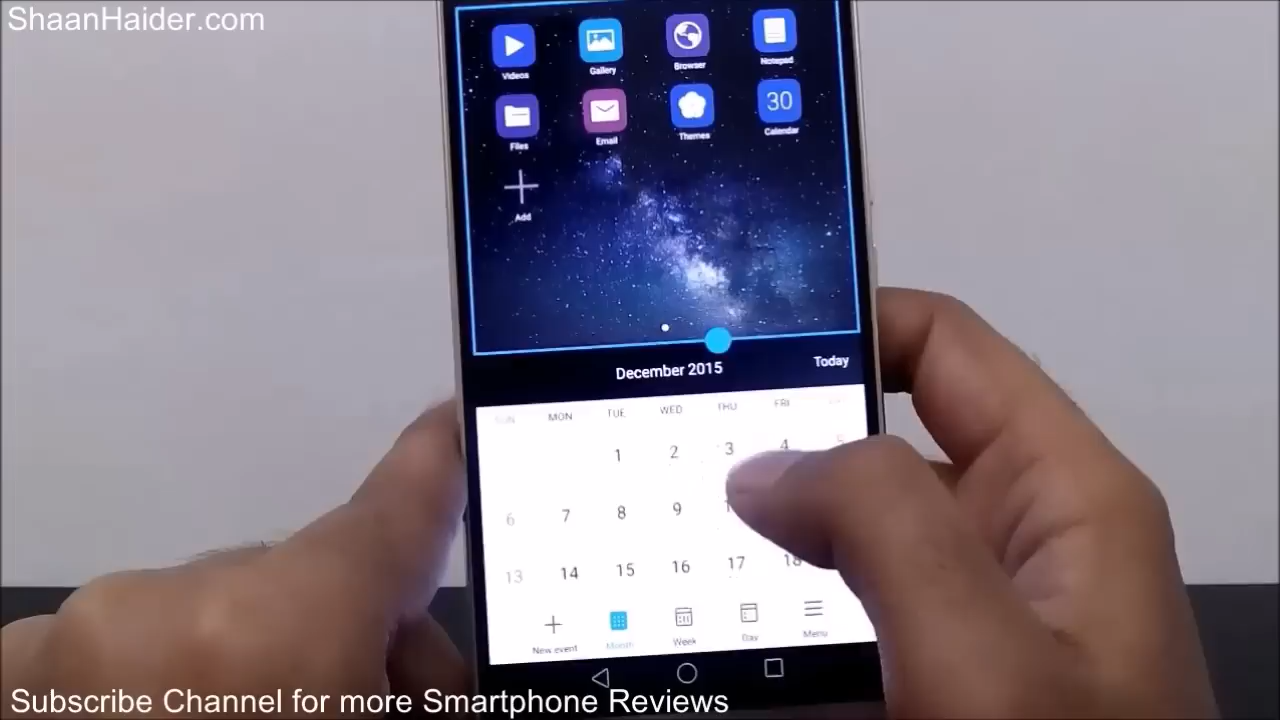 ShaanHaider.com
Videos Gallery Browser Notepad
30
Files Email Themes Calendar
Add
December 2015 Today
SUN MON TUE WED THU FRI
1 2 3 4 5
6 7 8 9
13 14 15 16 17 18
New event Month Week Day Menu
Subscribe Channel for more Smartphone Reviews